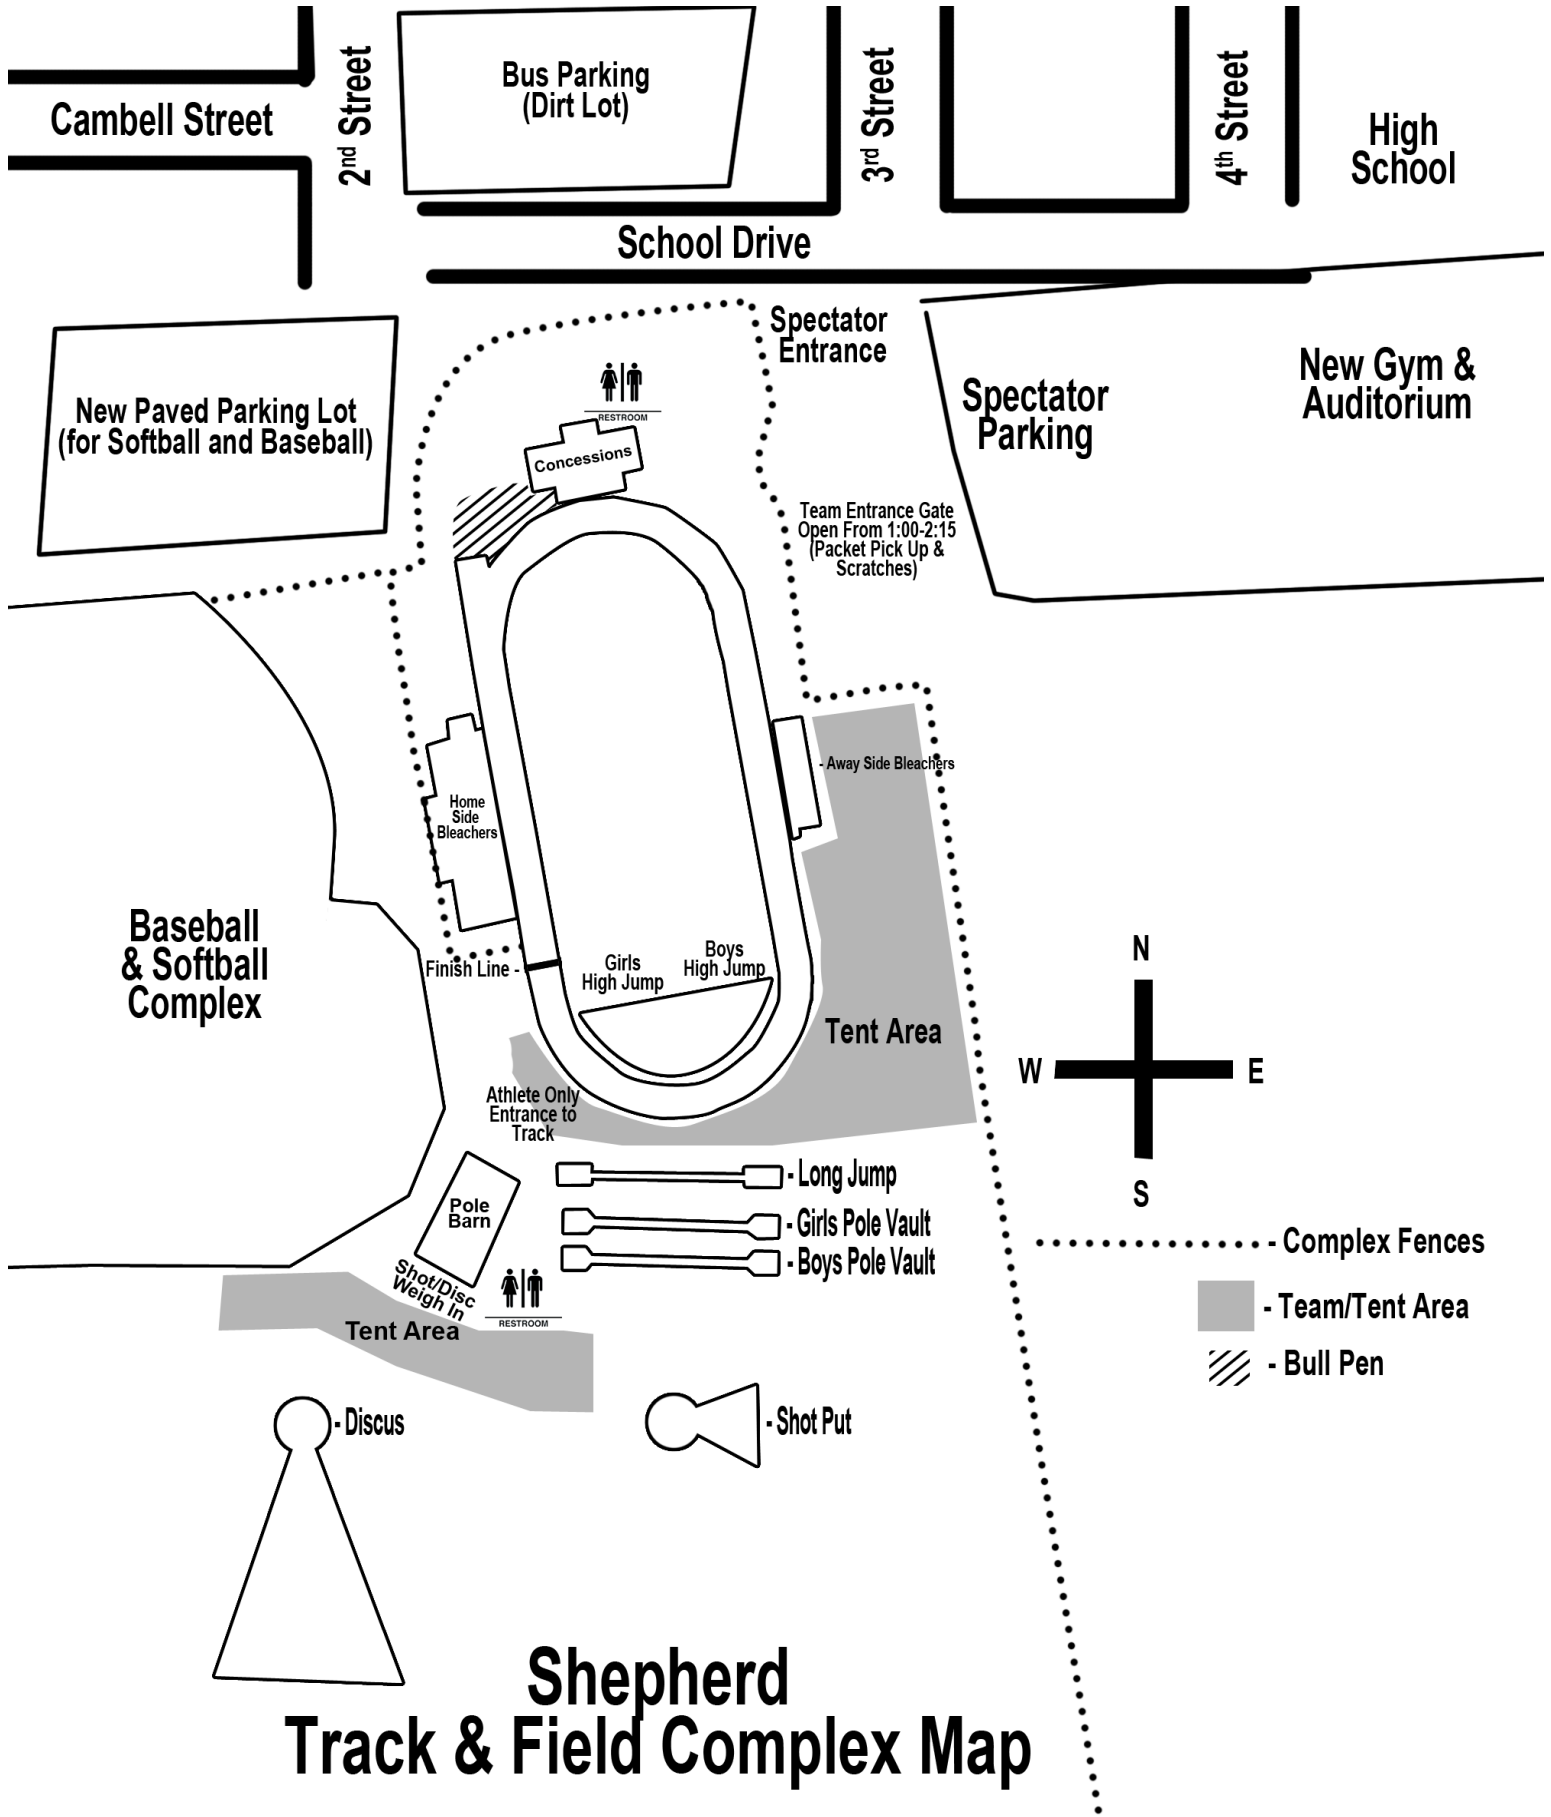 Cambell Street
2nd Street
Bus Parking
(Dirt Lot)
3rd Street
4th Street
High
School
School Drive
Spectator
Entrance
New Paved Parking Lot
(for Softball and Baseball)
RESTROOM
Concessions
Spectator
Parking
New Gym &
Auditorium
Team Entrance Gate
Open From 1:00-2:15
(Packet Pick Up &
Scratches)
- Away Side Bleachers
Home
Side
Bleachers
Baseball
& Softball
Complex
Finish Line -
Girls
High Jump
Boys
High Jump
Tent Area
N
W
E
S
Athlete Only
Entrance to
Track
- Long Jump
- Girls Pole Vault
- Boys Pole Vault
Pole
Barn
Shot/Disc
Weigh In
RESTROOM
Tent Area
- Complex Fences
- Team/Tent Area
- Bull Pen
- Discus
- Shot Put
Shepherd
Track & Field Complex Map